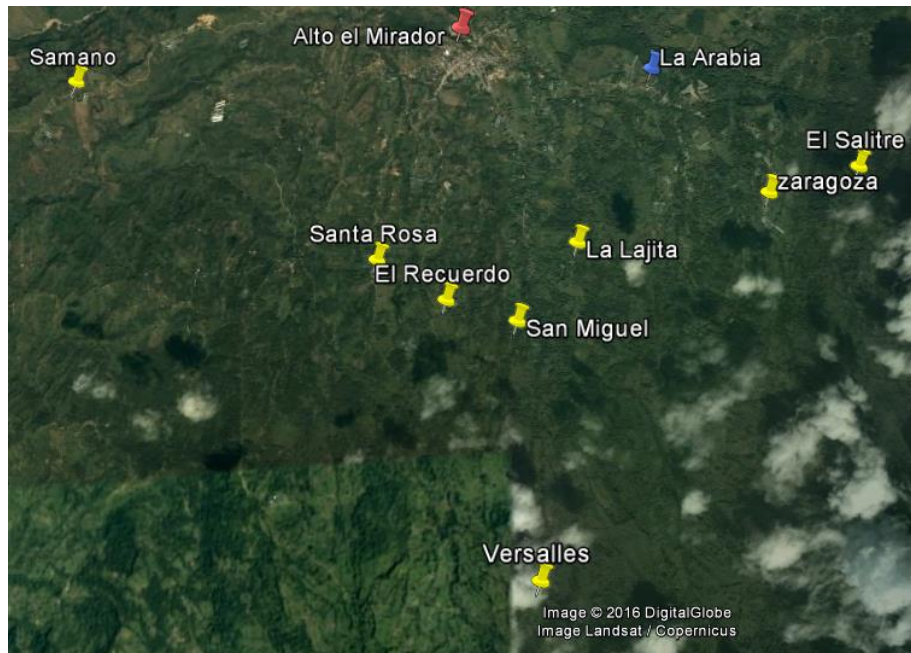 Alto el Mirador
Samano
La Arabia
El Salitre
zaragoza
Santa Rosa
La Lajita
El Recuerdo
San Miguel
Versalles
Image © 2016 DigitalGlobe
Image Landsat / Copernicus